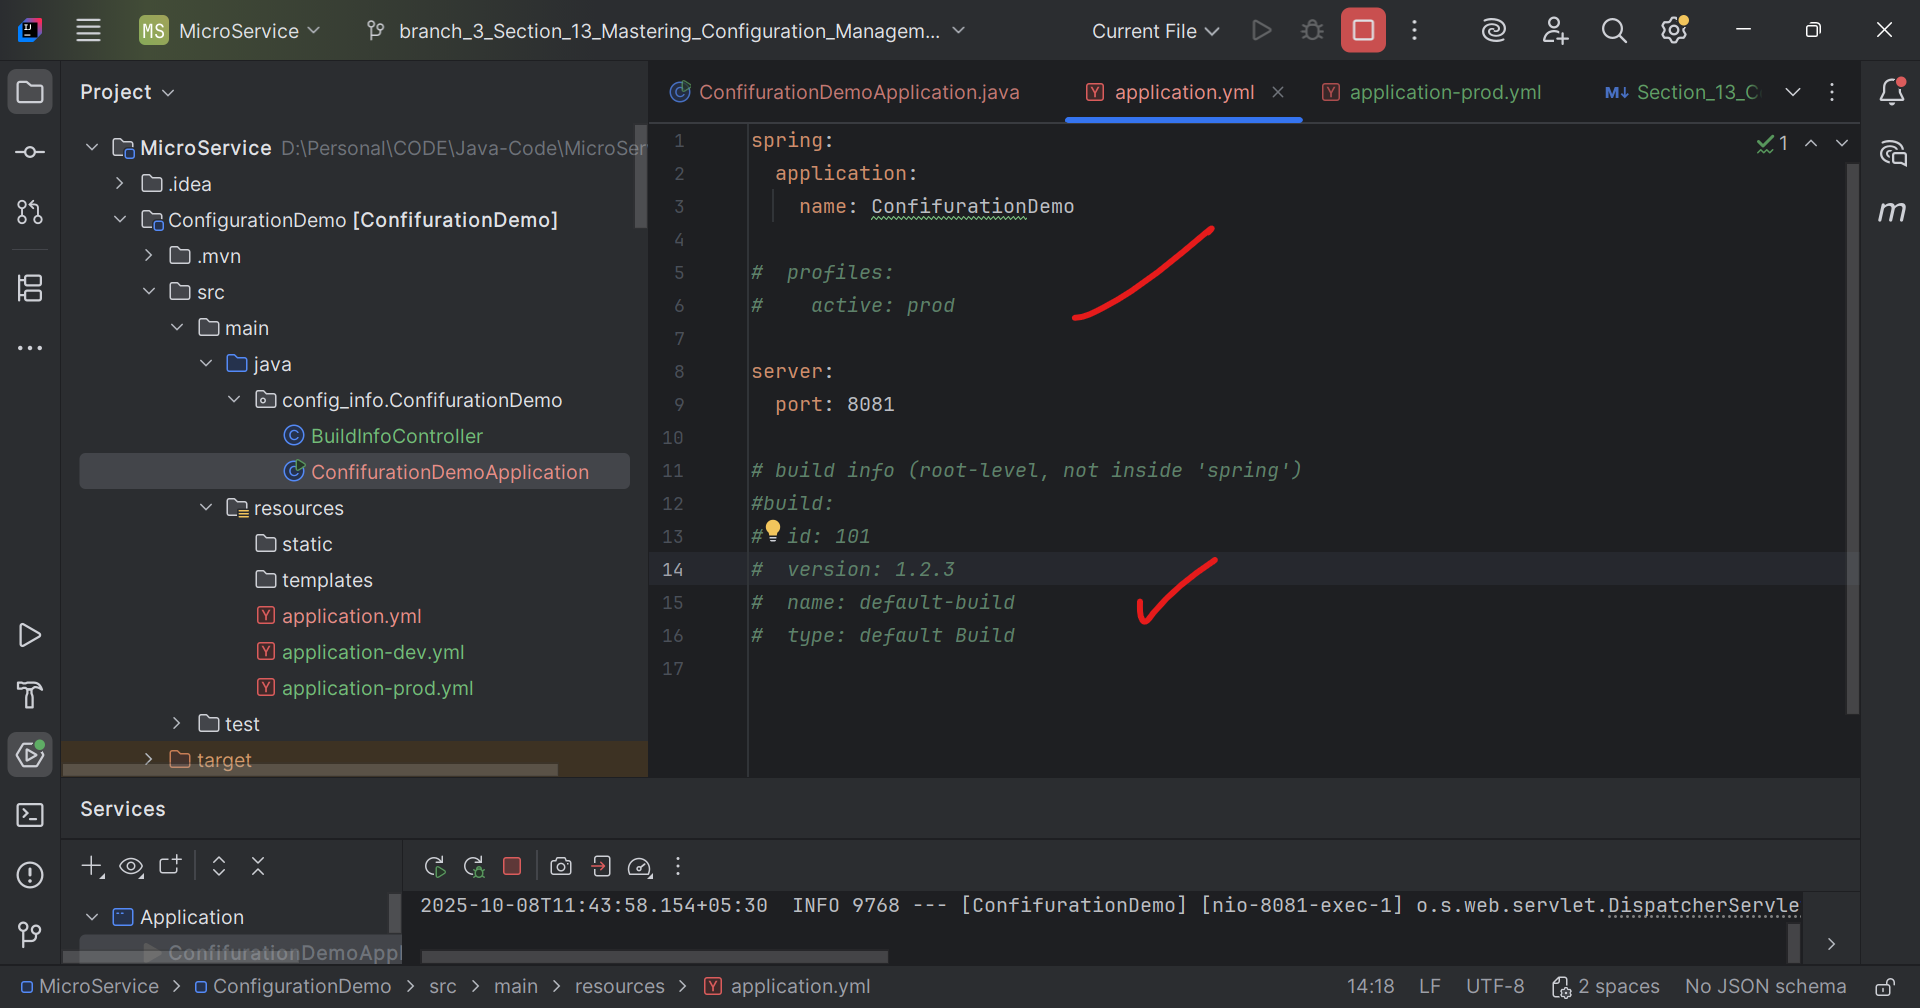 MS MicroService branch_3_Section_13_Mastering_Configuration_Managem... Current File
Project
ConfifurationDemoApplication.java application.yml application-prod.yml M↓ Section_13_C
MicroService D:\Personal\CODE\Java-Code\MicroSer
.idea
ConfigurationDemo [ConfifurationDemo]
.mvn
src
main
java
config_info.ConfifurationDemo
BuildInfoController
ConfifurationDemoApplication
resources
static
templates
application.yml
application-dev.yml
application-prod.yml
test
target
1 spring:
2 application:
3 name: ConfifurationDemo
4
5 # profiles:
6 # active: prod
7
8 server:
9 port: 8081
10
11 # build info (root-level, not inside 'spring')
12 #build:
13 # id: 101
14 # version: 1.2.3
15 # name: default-build
16 # type: default Build
17
1
m
Services
Application
ConfifurationDemoAppl
2025-10-08T11:43:58.154+05:30 INFO 9768 --- [ConfifurationDemo] [nio-8081-exec-1] o.s.web.servlet.DispatcherServle
MicroService > ConfigurationDemo > src > main > resources > application.yml 14:18 LF UTF-8 2 spaces No JSON schema